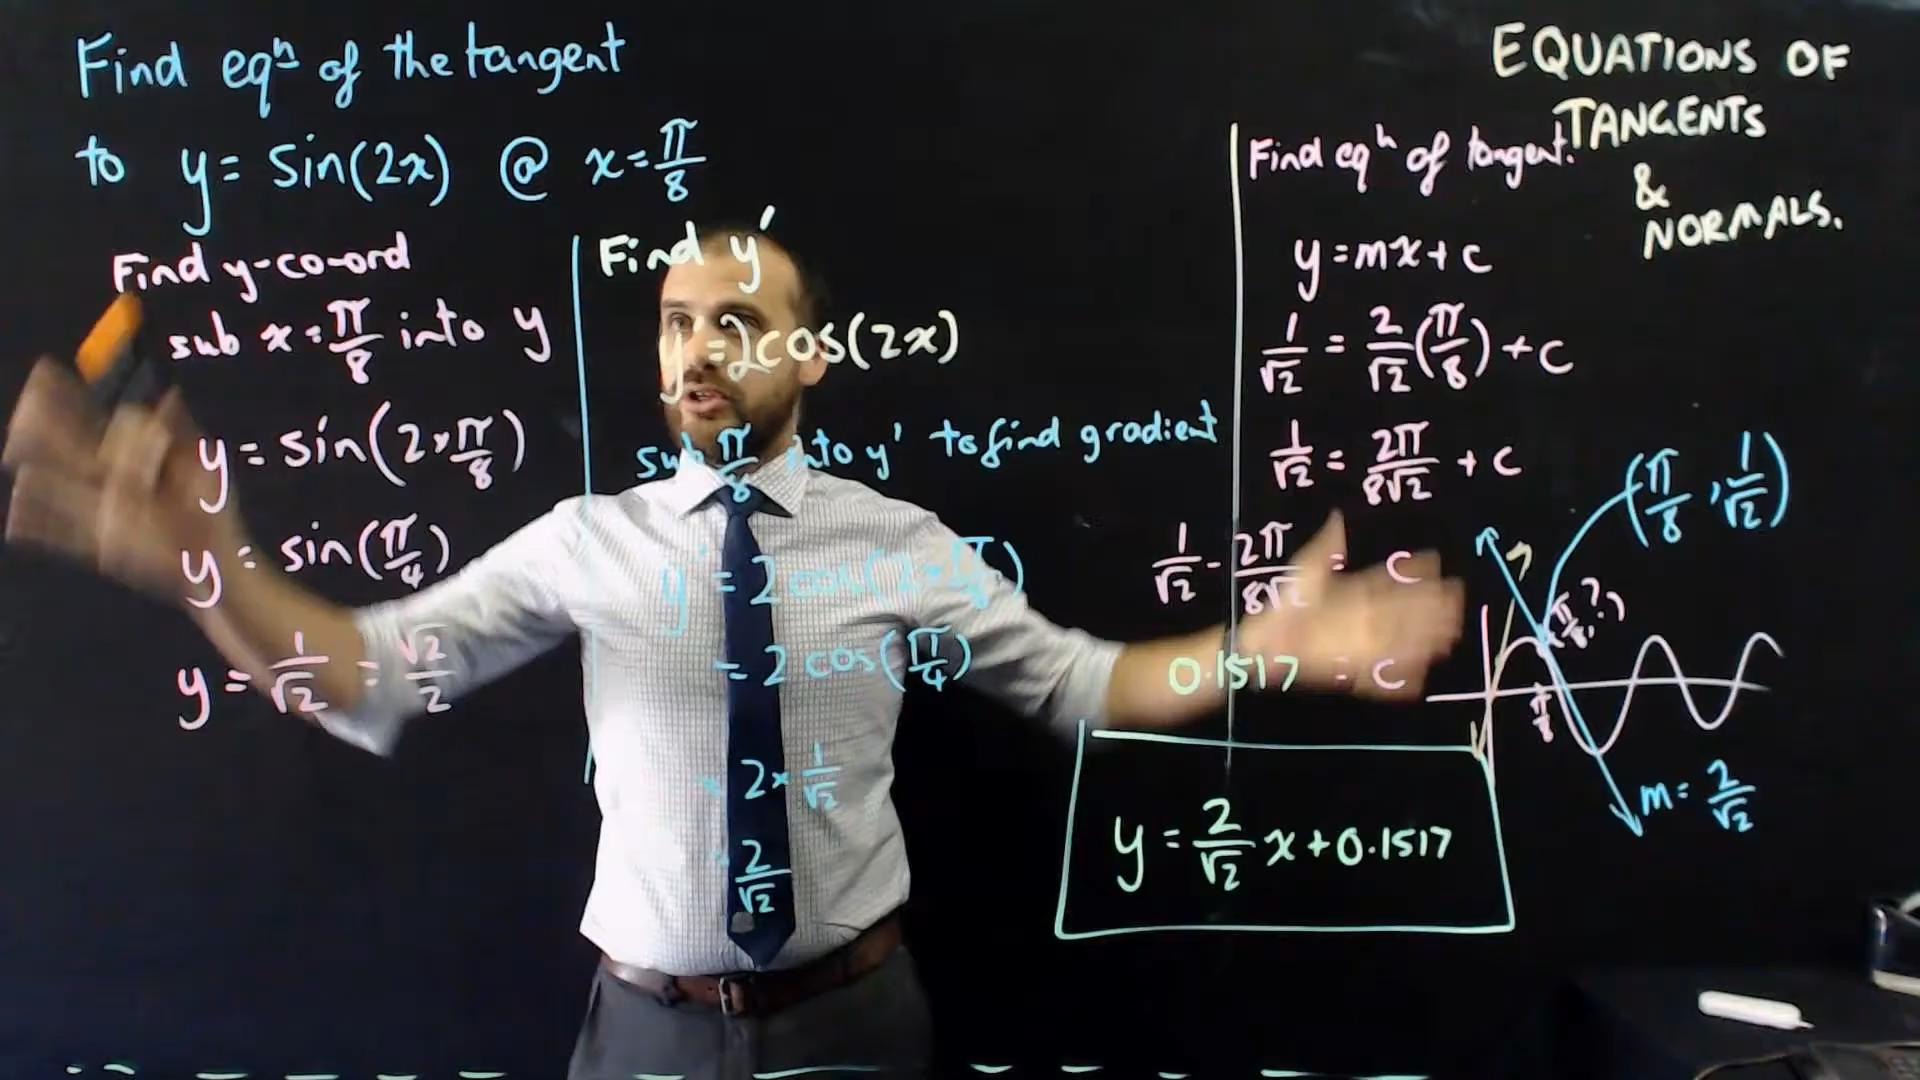 Find eqⁿ of the tangent
to y = sin(2x) @ x = π/8
Find y-co-ord
sub x = π/8 into y
y = sin(2×π/8)
y = sin(π/4)
y = 1/√2 = √2/2
Find y'
y' = 2cos(2x)
sub π/8 into y' to find gradient
y' = 2cos(2×π/8)
= 2cos(π/4)
= 2×1/√2
= 2/√2
EQUATIONS OF
TANGENTS
&
NORMALS.
Find eqⁿ of tangent.
y = mx + c
1/√2 = 2/√2(π/8) + c
1/√2 = 2π/8√2 + c
1/√2 - 2π/8√2 = c
0.1517 = c
y = 2/√2 x + 0.1517
(π/8, 1/√2)
(π/8, ?)
π/8
m = 2/√2